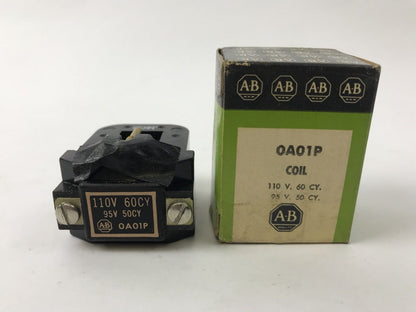 110V 60CY
95V 50CY
AB OA01P
AB AB AB AB
OA01P
COIL
110 V. 60 CY.
95 V. 50 CY.
AB